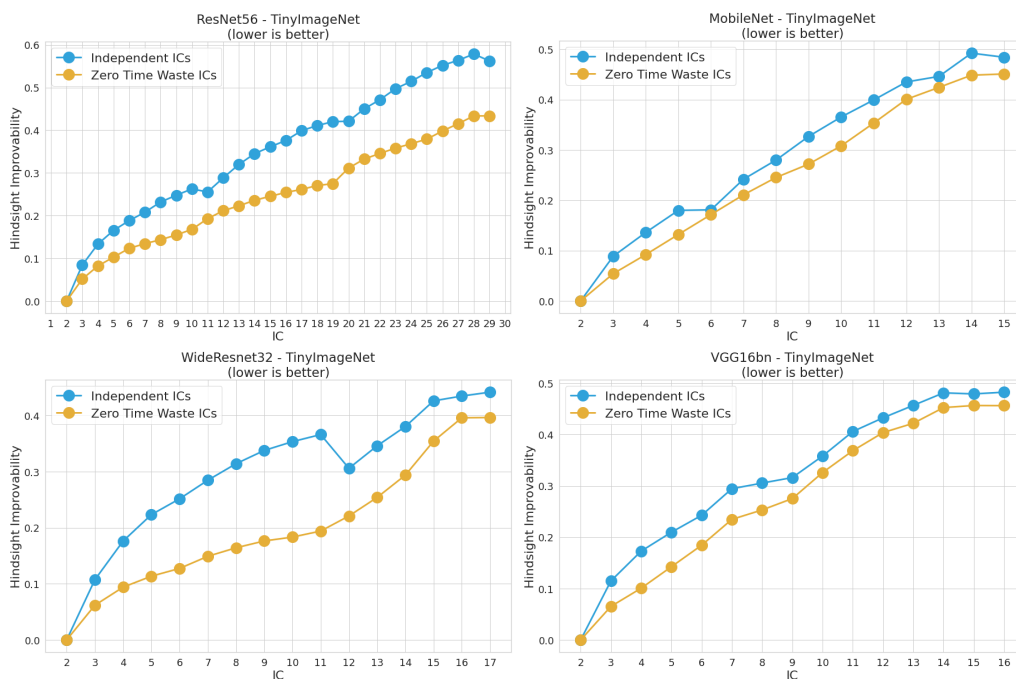 ResNet56 - TinyImageNet
(lower is better)
Independent ICs
Zero Time Waste ICs
Hindsight Improvability
0.6
0.5
0.4
0.3
0.2
0.1
0.0
1 2 3 4 5 6 7 8 9 10 11 12 13 14 15 16 17 18 19 20 21 22 23 24 25 26 27 28 29 30
IC
MobileNet - TinyImageNet
(lower is better)
Independent ICs
Zero Time Waste ICs
Hindsight Improvability
0.5
0.4
0.3
0.2
0.1
0.0
2 3 4 5 6 7 8 9 10 11 12 13 14 15
IC
WideResnet32 - TinyImageNet
(lower is better)
Independent ICs
Zero Time Waste ICs
Hindsight Improvability
0.4
0.3
0.2
0.1
0.0
2 3 4 5 6 7 8 9 10 11 12 13 14 15 16 17
IC
VGG16bn - TinyImageNet
(lower is better)
Independent ICs
Zero Time Waste ICs
Hindsight Improvability
0.5
0.4
0.3
0.2
0.1
0.0
2 3 4 5 6 7 8 9 10 11 12 13 14 15 16
IC